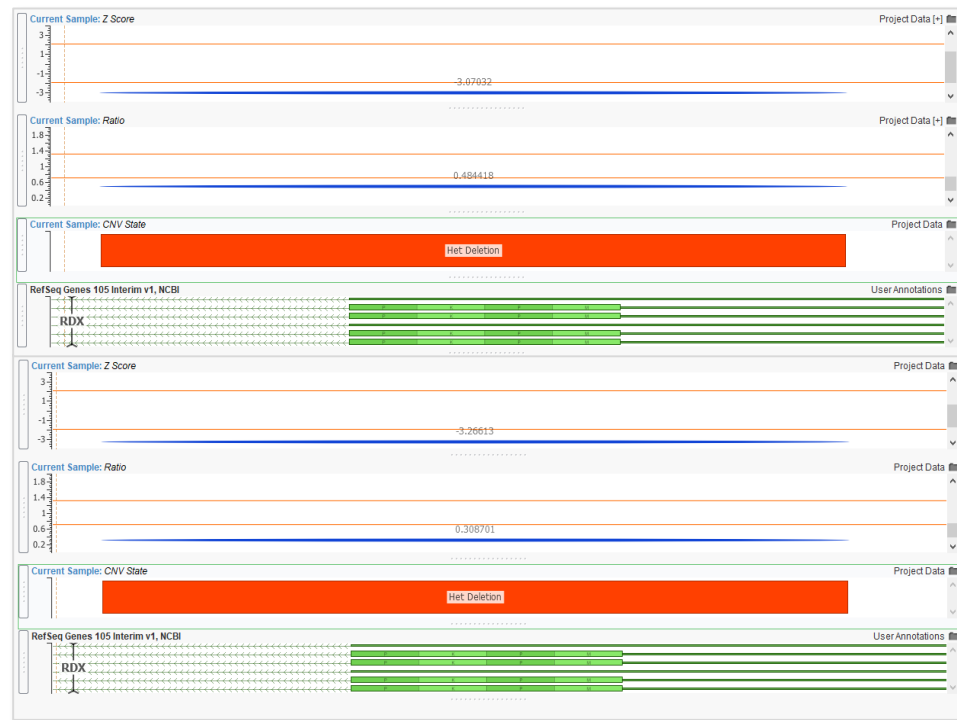 Current Sample: Z Score Project Data [+]
3
1
-1
-3
-3.07032
Current Sample: Ratio Project Data [+]
1.8
1.4
1
0.6
0.2
0.484418
Current Sample: CNV State Project Data
Het Deletion
RefSeq Genes 105 Interim v1, NCBI User Annotations
RDX
Current Sample: Z Score Project Data
3
1
-1
-3
-3.26613
Current Sample: Ratio Project Data
1.8
1.4
1
0.6
0.2
0.308701
Current Sample: CNV State Project Data
Het Deletion
RefSeq Genes 105 Interim v1, NCBI User Annotations
RDX